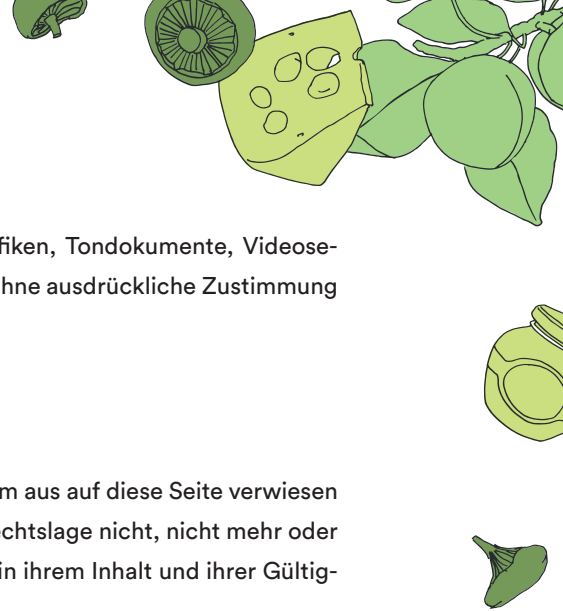 fiken, Tondokumente, Videose-
hne ausdrückliche Zustimmung
m aus auf diese Seite verwiesen
echtslage nicht, nicht mehr oder
in ihrem Inhalt und ihrer Gültig-